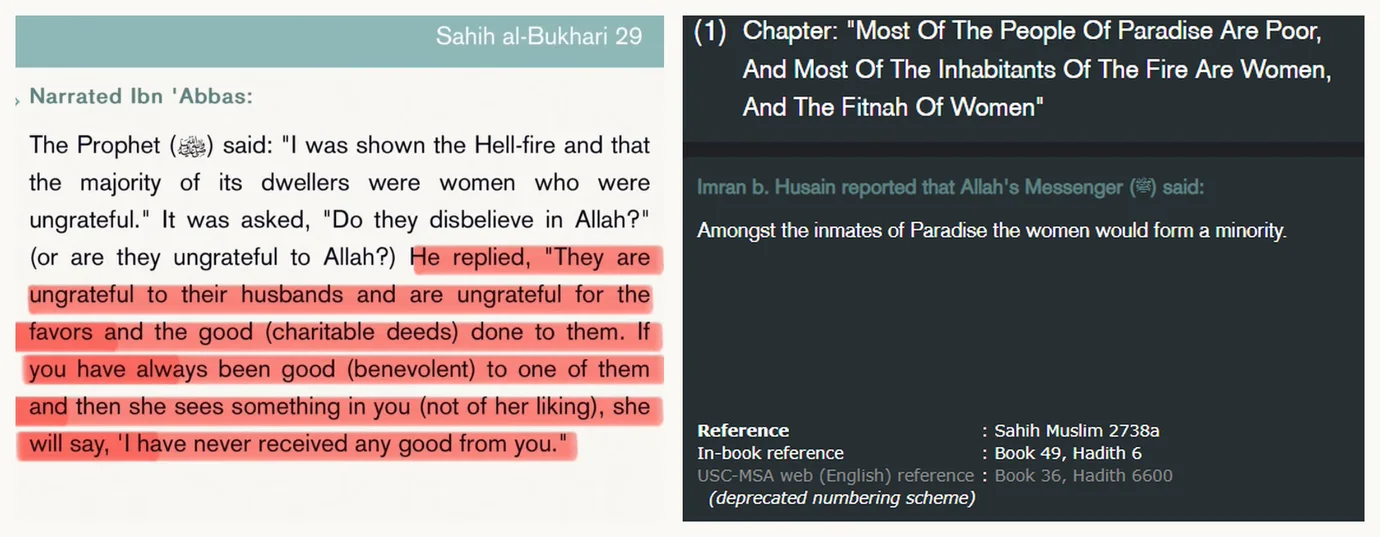 Sahih al-Bukhari 29
Narrated Ibn 'Abbas:
The Prophet (ﷺ) said: "I was shown the Hell-fire and that
the majority of its dwellers were women who were
ungrateful." It was asked, "Do they disbelieve in Allah?"
(or are they ungrateful to Allah?) He replied, "They are
ungrateful to their husbands and are ungrateful for the
favors and the good (charitable deeds) done to them. If
you have always been good (benevolent) to one of them
and then she sees something in you (not of her liking), she
will say, 'I have never received any good from you."
(1) Chapter: "Most Of The People Of Paradise Are Poor,
And Most Of The Inhabitants Of The Fire Are Women,
And The Fitnah Of Women"
Imran b. Husain reported that Allah's Messenger (ﷺ) said:
Amongst the inmates of Paradise the women would form a minority.
Reference : Sahih Muslim 2738a
In-book reference : Book 49, Hadith 6
USC-MSA web (English) reference : Book 36, Hadith 6600
(deprecated numbering scheme)